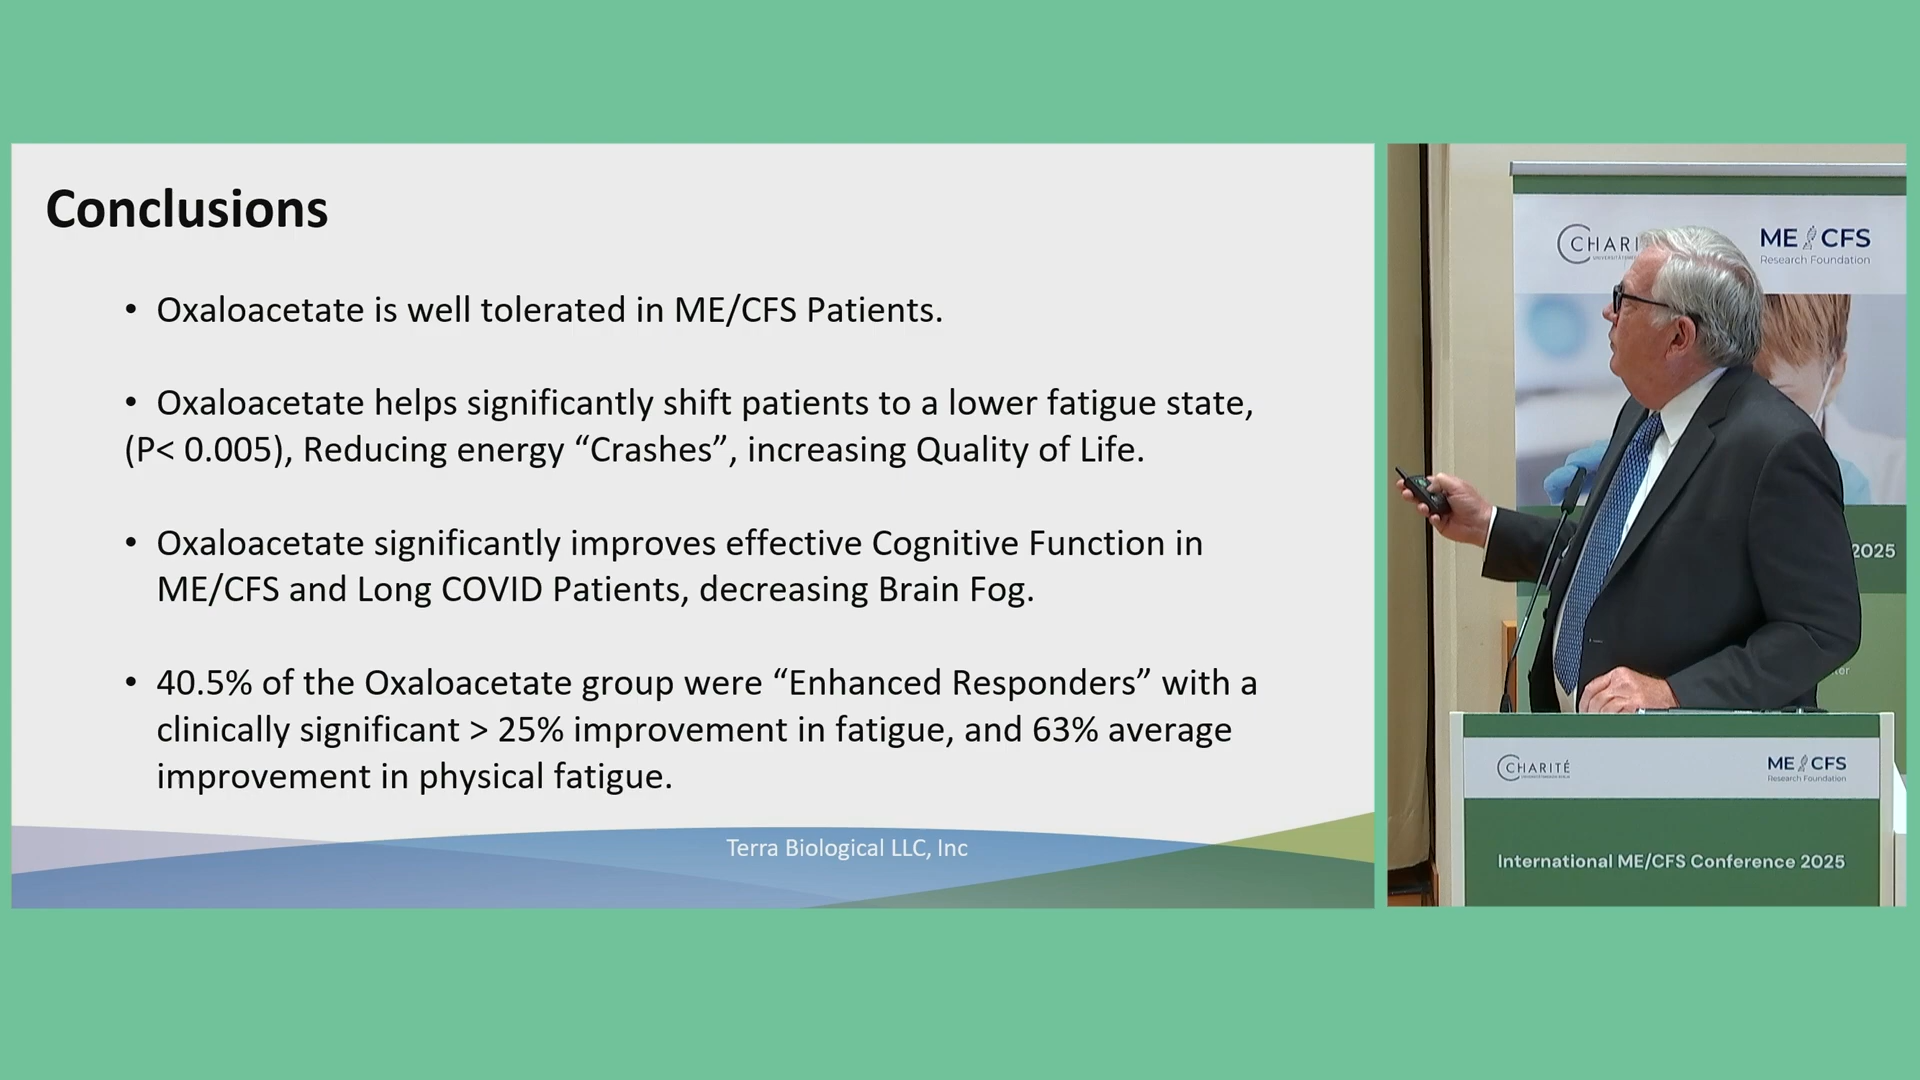 Conclusions
• Oxaloacetate is well tolerated in ME/CFS Patients.
• Oxaloacetate helps significantly shift patients to a lower fatigue state,
(P< 0.005), Reducing energy “Crashes”, increasing Quality of Life.
• Oxaloacetate significantly improves effective Cognitive Function in
ME/CFS and Long COVID Patients, decreasing Brain Fog.
• 40.5% of the Oxaloacetate group were “Enhanced Responders” with a
clinically significant > 25% improvement in fatigue, and 63% average
improvement in physical fatigue.
Terra Biological LLC, Inc
ME CFS
Research Foundation
2025
CHARITÉ
ME CFS
Research Foundation
International ME/CFS Conference 2025